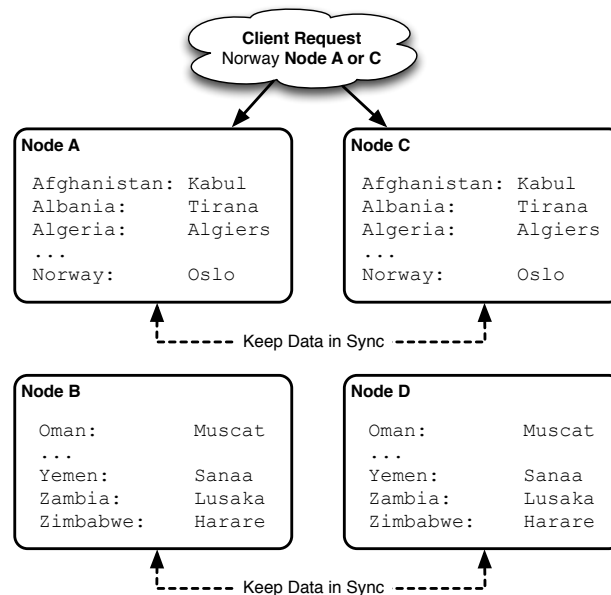 Client Request
Norway Node A or C
Node A
Afghanistan: Kabul
Albania: Tirana
Algeria: Algiers
...
Norway: Oslo
Node C
Afghanistan: Kabul
Albania: Tirana
Algeria: Algiers
...
Norway: Oslo
Keep Data in Sync
Node B
Oman: Muscat
...
Yemen: Sanaa
Zambia: Lusaka
Zimbabwe: Harare
Node D
Oman: Muscat
...
Yemen: Sanaa
Zambia: Lusaka
Zimbabwe: Harare
Keep Data in Sync